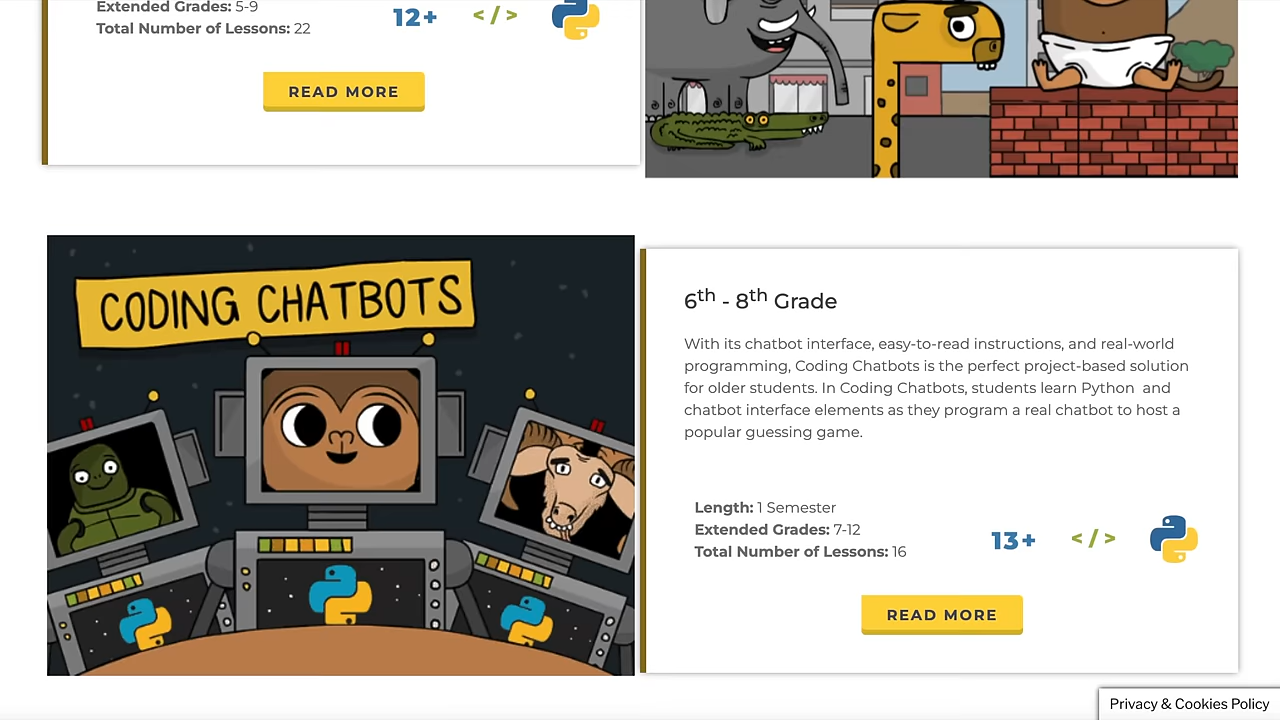 Extended Grades: 5-9
Total Number of Lessons: 22
12+
</>
READ MORE
CODING CHATBOTS
6th - 8th Grade
With its chatbot interface, easy-to-read instructions, and real-world
programming, Coding Chatbots is the perfect project-based solution
for older students. In Coding Chatbots, students learn Python and
chatbot interface elements as they program a real chatbot to host a
popular guessing game.
Length: 1 Semester
Extended Grades: 7-12
Total Number of Lessons: 16
13+
</>
READ MORE
Privacy & Cookies Policy